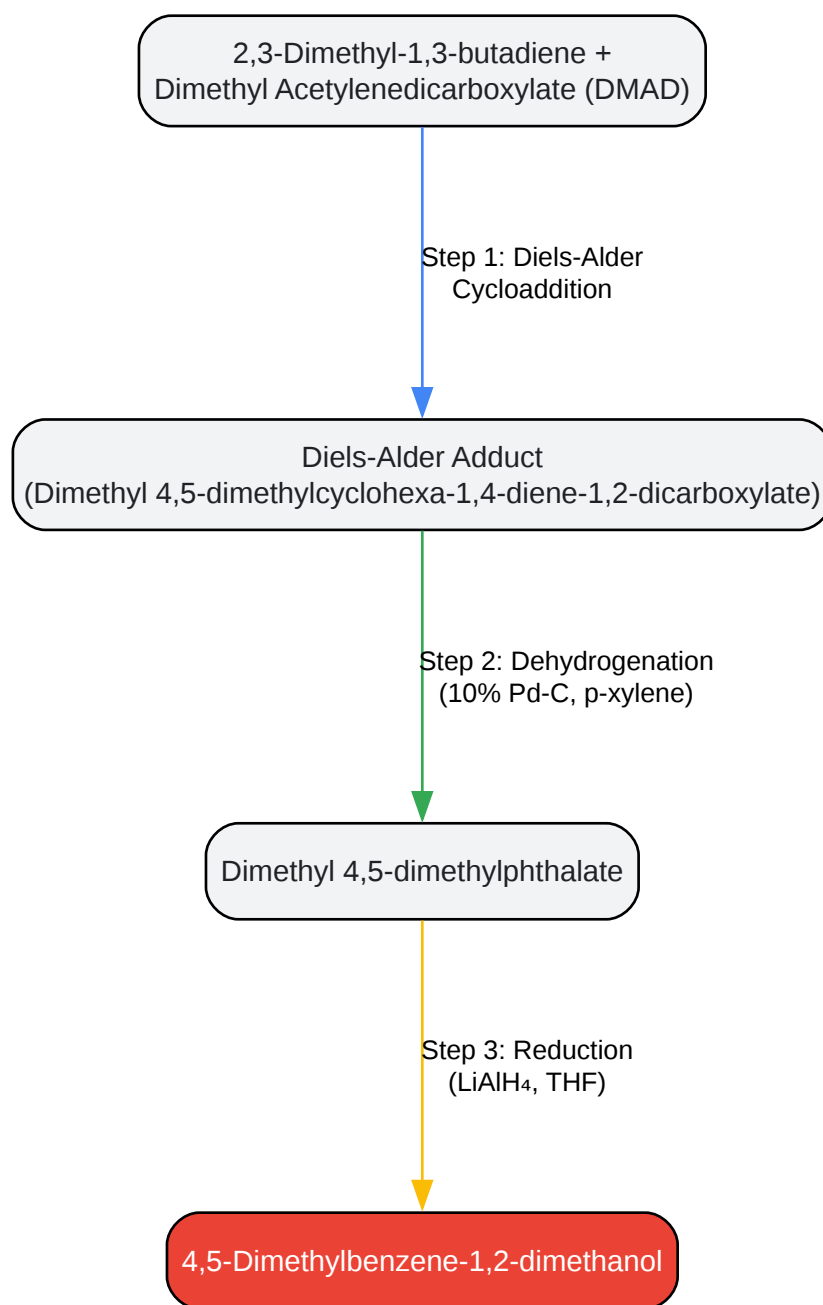 2,3-Dimethyl-1,3-butadiene +
Dimethyl Acetylenedicarboxylate (DMAD)
Step 1: Diels-Alder
Cycloaddition
Diels-Alder Adduct
(Dimethyl 4,5-dimethylcyclohexa-1,4-diene-1,2-dicarboxylate)
Step 2: Dehydrogenation
(10% Pd-C, p-xylene)
Dimethyl 4,5-dimethylphthalate
Step 3: Reduction
(LiAlH₄, THF)
4,5-Dimethylbenzene-1,2-dimethanol